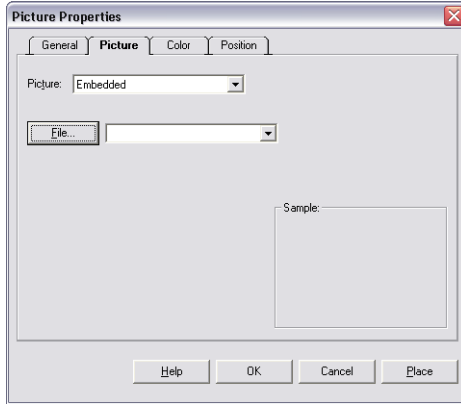 Picture Properties
General Picture Color Position
Picture: Embedded
File...
Sample:
Help OK Cancel Place